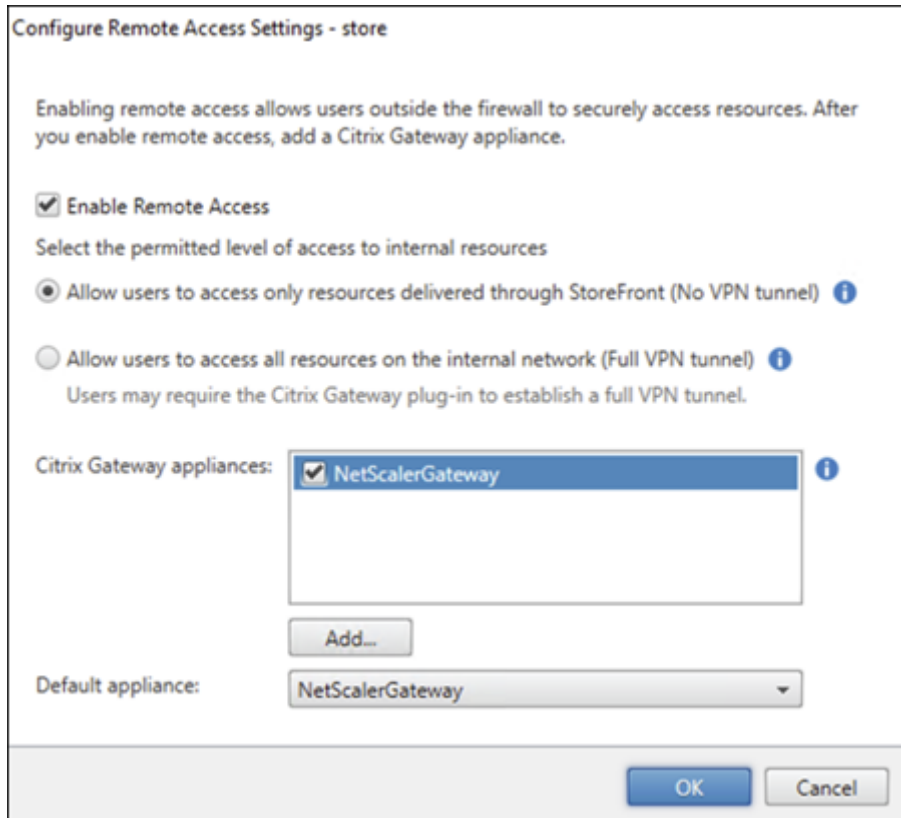 Configure Remote Access Settings - store
Enabling remote access allows users outside the firewall to securely access resources. After
you enable remote access, add a Citrix Gateway appliance.
Enable Remote Access
Select the permitted level of access to internal resources
Allow users to access only resources delivered through StoreFront (No VPN tunnel)
Allow users to access all resources on the internal network (Full VPN tunnel)
Users may require the Citrix Gateway plug-in to establish a full VPN tunnel.
Citrix Gateway appliances:
NetScalerGateway
Add...
Default appliance:
NetScalerGateway
OK
Cancel